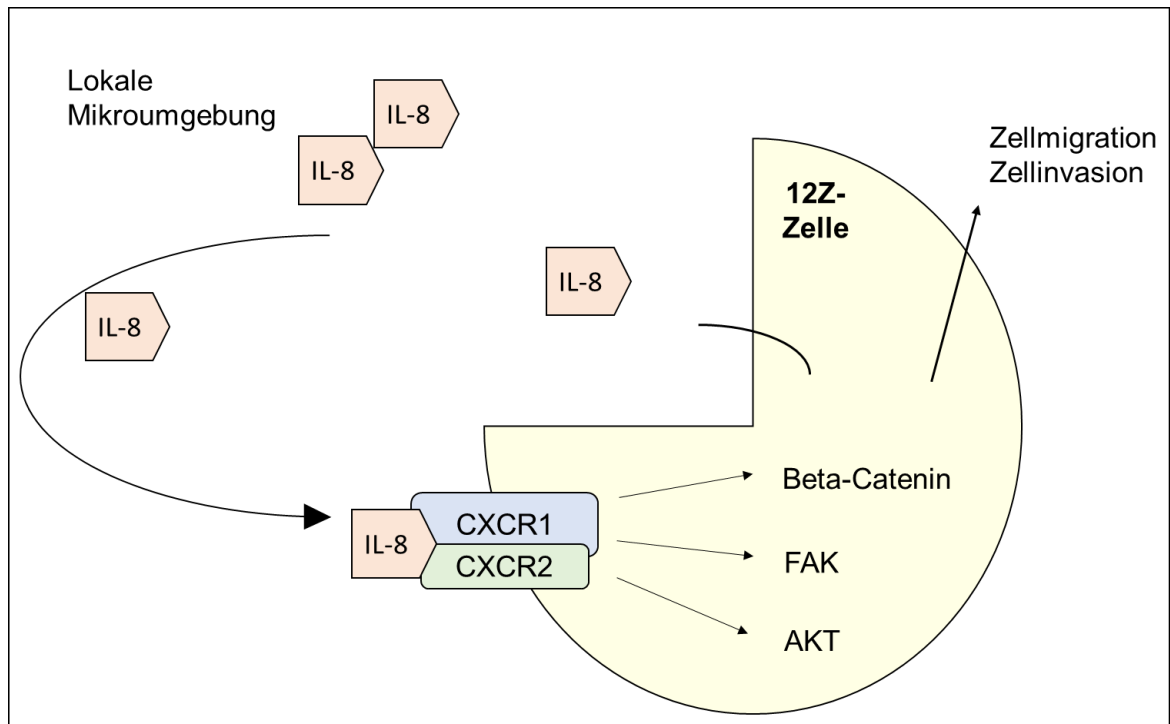 Lokale
Mikroumgebung
IL-8
IL-8
Zellmigration
Zellinvasion
12Z-
Zelle
IL-8
IL-8
Beta-Catenin
CXCR1
IL-8
CXCR2
FAK
AKT